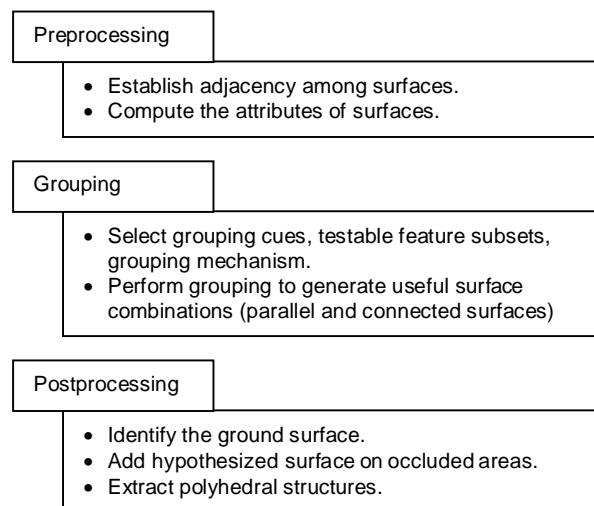 Preprocessing
• Establish adjacency among surfaces.
• Compute the attributes of surfaces.
Grouping
• Select grouping cues, testable feature subsets,
grouping mechanism.
• Perform grouping to generate useful surface
combinations (parallel and connected surfaces)
Postprocessing
• Identify the ground surface.
• Add hypothesized surface on occluded areas.
• Extract polyhedral structures.